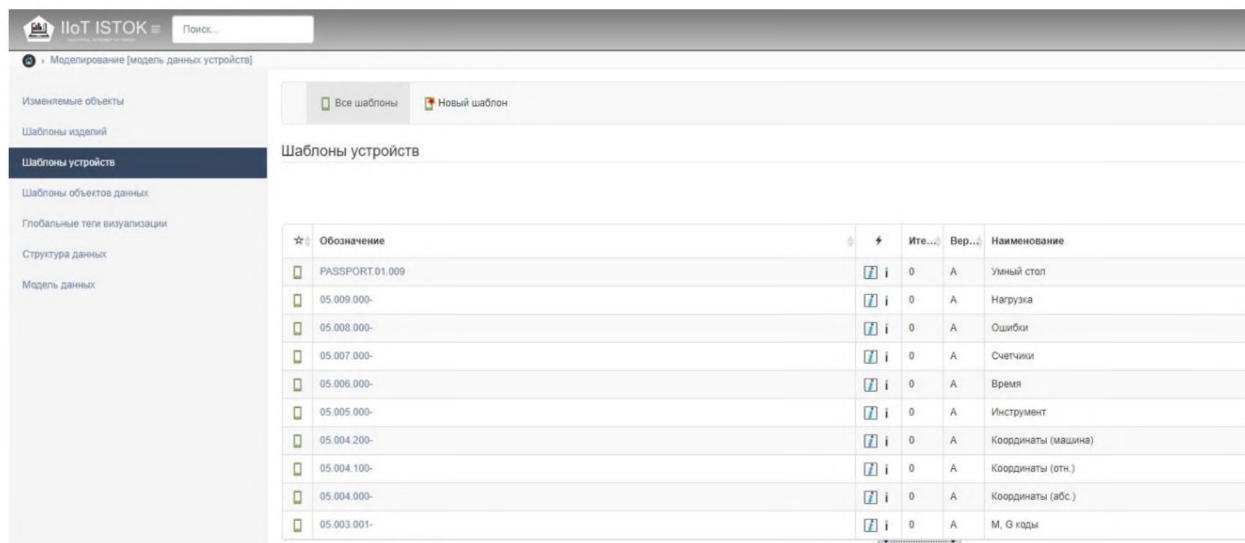 IIoT ISTOK
Поиск...
Моделирование [модель данных устройств]
Изменяемые объекты
Шаблоны изделий
Шаблоны устройств
Шаблоны объектов данных
Глобальные теги визуализации
Структура данных
Модель данных
Все шаблоны Новый шаблон
Шаблоны устройств
Обозначение Ите... Вер... Наименование
PASSPORT.01.009 i i 0 A Умный стол
05.009.000- i i 0 A Нагрузка
05.008.000- i i 0 A Ошибки
05.007.000- i i 0 A Счетчики
05.006.000- i i 0 A Время
05.005.000- i i 0 A Инструмент
05.004.200- i i 0 A Координаты (машина)
05.004.100- i i 0 A Координаты (отн.)
05.004.000- i i 0 A Координаты (абс.)
05.003.001- i i 0 A M, G коды